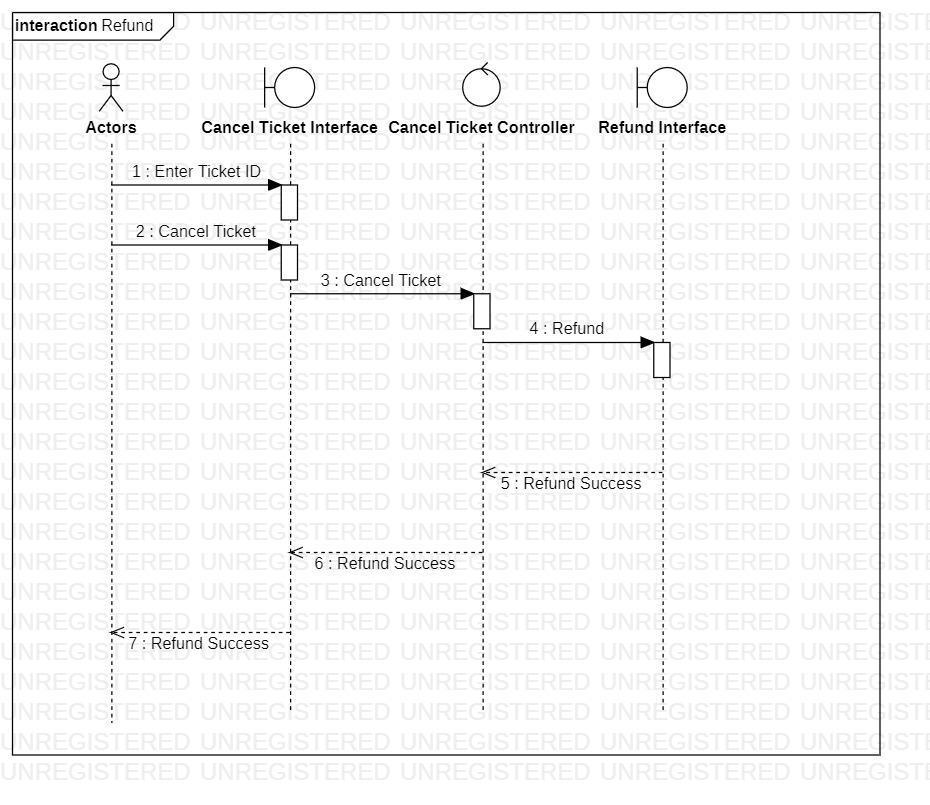 interaction Refund
Actors
Cancel Ticket Interface
Cancel Ticket Controller
Refund Interface
1 : Enter Ticket ID
2 : Cancel Ticket
3 : Cancel Ticket
4 : Refund
5 : Refund Success
6 : Refund Success
7 : Refund Success
UNREGISTERED